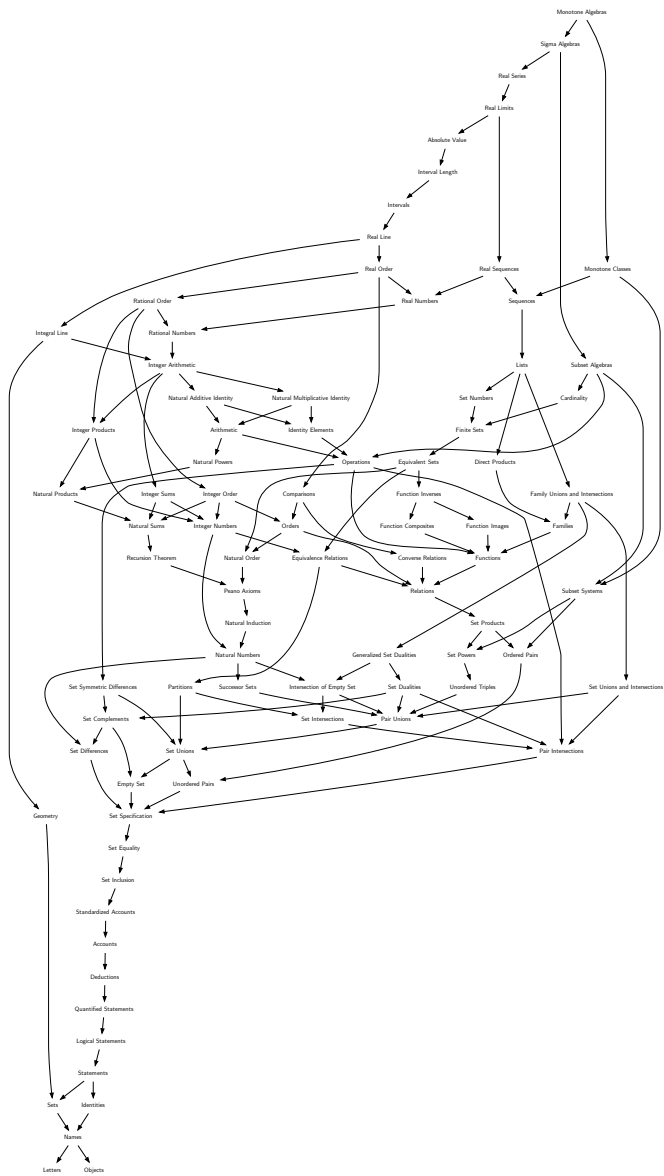 Monotone Algebras
Sigma Algebras
Real Series
Real Limits
Absolute Value
Interval Length
Intervals
Real Line
Real Order
Real Sequences
Monotone Classes
Rational Order
Real Numbers
Sequences
Integral Line
Rational Numbers
Integer Arithmetic
Lists
Subset Algebras
Natural Additive Identity
Natural Multiplicative Identity
Set Numbers
Cardinality
Integer Products
Arithmetic
Identity Elements
Finite Sets
Natural Powers
Operations
Equivalent Sets
Direct Products
Natural Products
Integer Sums
Integer Order
Comparisons
Function Inverses
Family Unions and Intersections
Natural Sums
Integer Numbers
Orders
Function Composites
Function Images
Families
Recursion Theorem
Natural Order
Equivalence Relations
Converse Relations
Functions
Peano Axioms
Relations
Subset Systems
Natural Induction
Set Products
Natural Numbers
Generalized Set Dualities
Set Powers
Ordered Pairs
Set Symmetric Differences
Partitions
Successor Sets
Intersection of Empty Set
Set Dualities
Unordered Triples
Set Unions and Intersections
Set Complements
Set Intersections
Pair Unions
Set Differences
Set Unions
Pair Intersections
Empty Set
Unordered Pairs
Geometry
Set Specification
Set Equality
Set Inclusion
Standardized Accounts
Accounts
Deductions
Quantified Statements
Logical Statements
Statements
Sets
Identities
Names
Letters
Objects